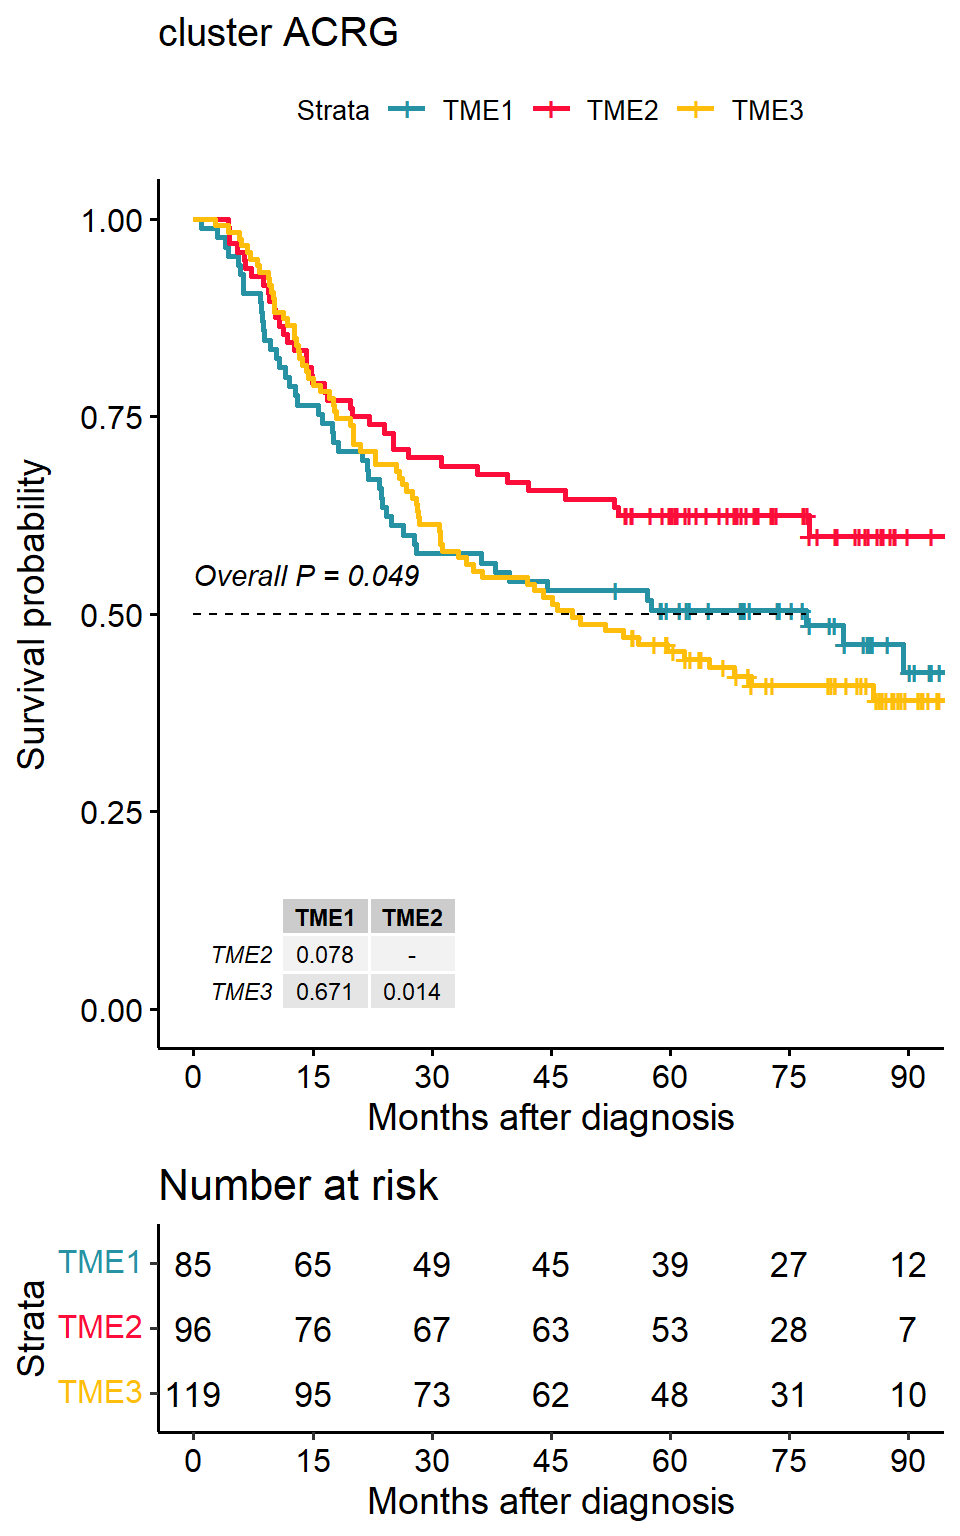 cluster ACRG
Strata TME1 TME2 TME3
Survival probability
1.00
0.75
0.50
0.25
0.00
Overall P = 0.049
TME1 TME2
TME2 0.078 -
TME3 0.671 0.014
0 15 30 45 60 75 90
Months after diagnosis
Number at risk
Strata
TME1 85 65 49 45 39 27 12
TME2 96 76 67 63 53 28 7
TME3 119 95 73 62 48 31 10
0 15 30 45 60 75 90
Months after diagnosis